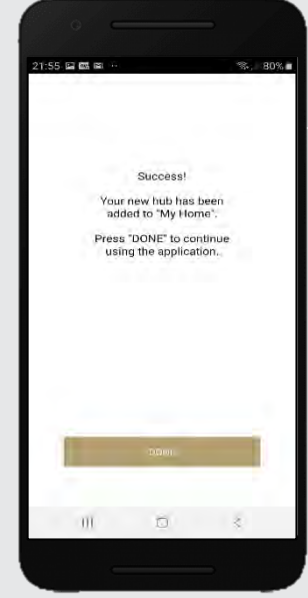 21:55 80%
Success!
Your new hub has been
added to "My Home".
Press "DONE" to continue
using the application.
DONE